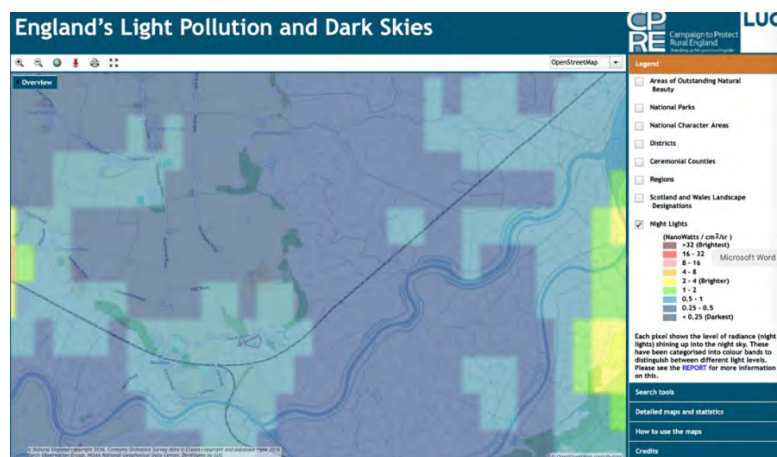 England's Light Pollution and Dark Skies
CP
RE
Campaign to Protect
Rural England
LUC
OpenStreetMap
Overview
Legend
Areas of Outstanding Natural
Beauty
National Parks
National Character Areas
Districts
Ceremonial Counties
Regions
Scotland and Wales Landscape
Designations
Night Lights
(NanoWatts / cm2/sr )
>32 (Brightest)
16 - 32
8 - 16
4 - 8
2 - 4 (Brighter)
1 - 2
0.5 - 1
0.25 - 0.5
< 0.25 (Darkest)
Microsoft Word
Each pixel shows the level of radiance (night
lights) shining up into the night sky. These
have been categorised into colour bands to
distinguish between different light levels.
Please see the REPORT for more information
on this.
Search tools
Detailed maps and statistics
How to use the maps
Credits